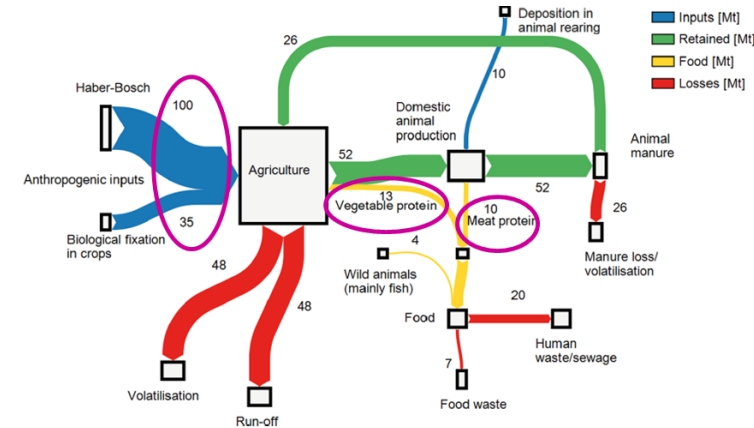 Deposition in
animal rearing
Inputs [Mt]
Retained [Mt]
Food [Mt]
Losses [Mt]
26
10
Haber-Bosch
100
Domestic
animal
production
Animal
manure
52
Agriculture
52
Anthropogenic inputs
13
Vegetable protein
10
Meat protein
26
35
Biological fixation
in crops
4
Wild animals
(mainly fish)
Manure loss/
volatilisation
48
48
20
Food
Human
waste/sewage
7
Volatilisation
Food waste
Run-off